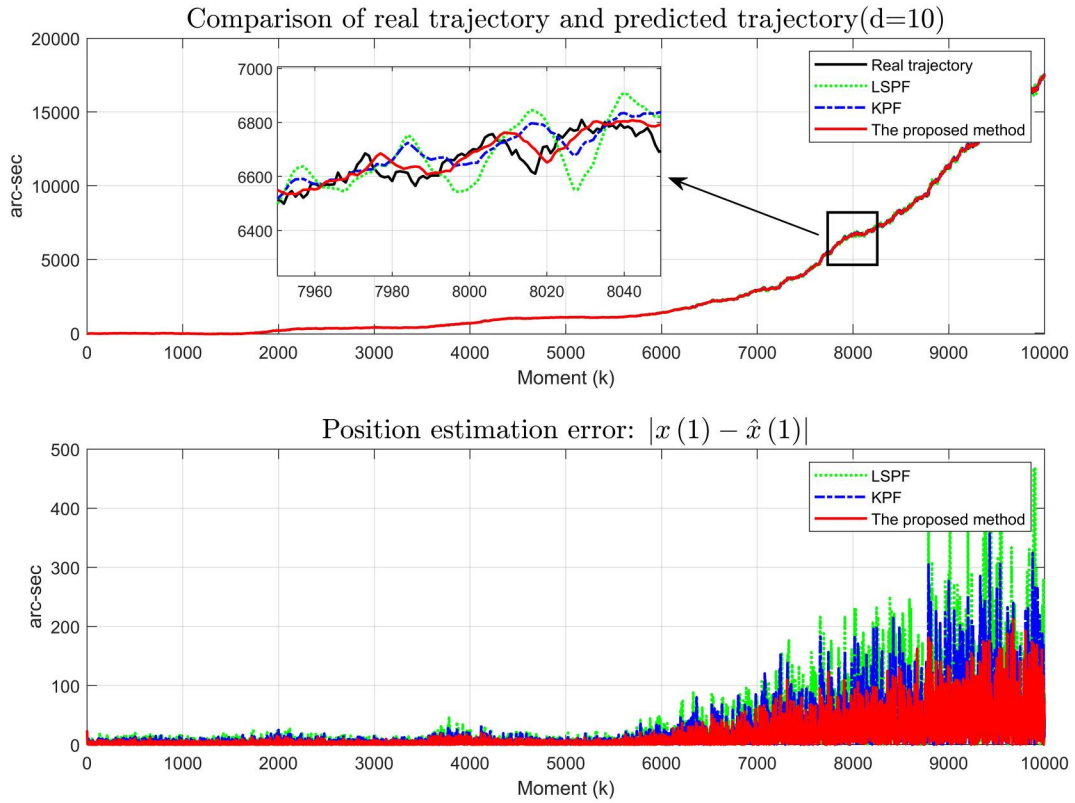 Comparison of real trajectory and predicted trajectory(d=10)
20000
15000
10000
5000
0
arc-sec
7000
6800
6600
6400
7960 7980 8000 8020 8040
Real trajectory
LSPF
KPF
The proposed method
0 1000 2000 3000 4000 5000 6000 7000 8000 9000 10000
Moment (k)
Position estimation error: |x (1) − x̂ (1)|
500
400
300
200
100
0
arc-sec
LSPF
KPF
The proposed method
0 1000 2000 3000 4000 5000 6000 7000 8000 9000 10000
Moment (k)